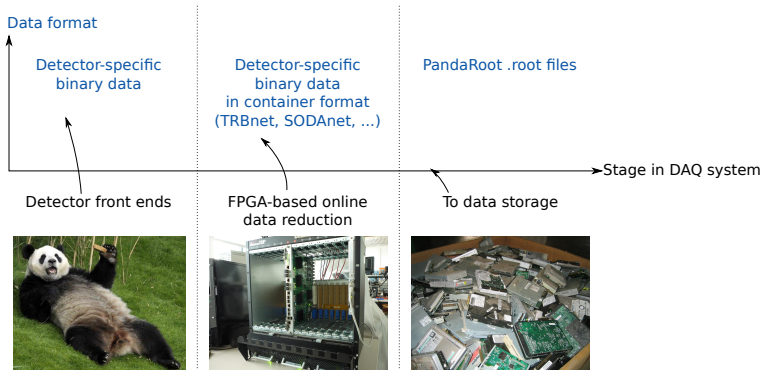 Data format
Detector-specific
binary data
Detector-specific
binary data
in container format
(TRBnet, SODAnet, ...)
PandaRoot .root files
Stage in DAQ system
Detector front ends
FPGA-based online
data reduction
To data storage